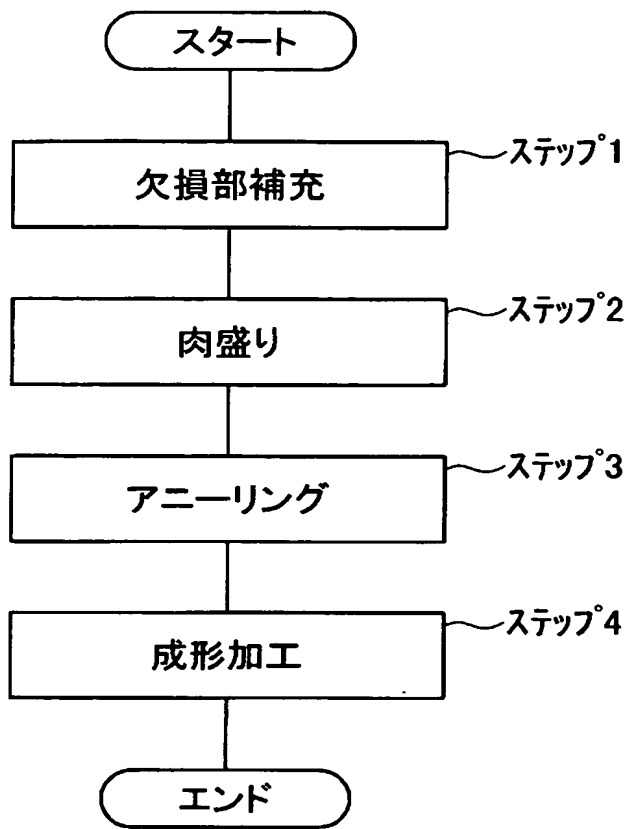 スタート
ステップ1
欠損部補充
ステップ2
肉盛り
ステップ3
アニーリング
ステップ4
成形加工
エンド